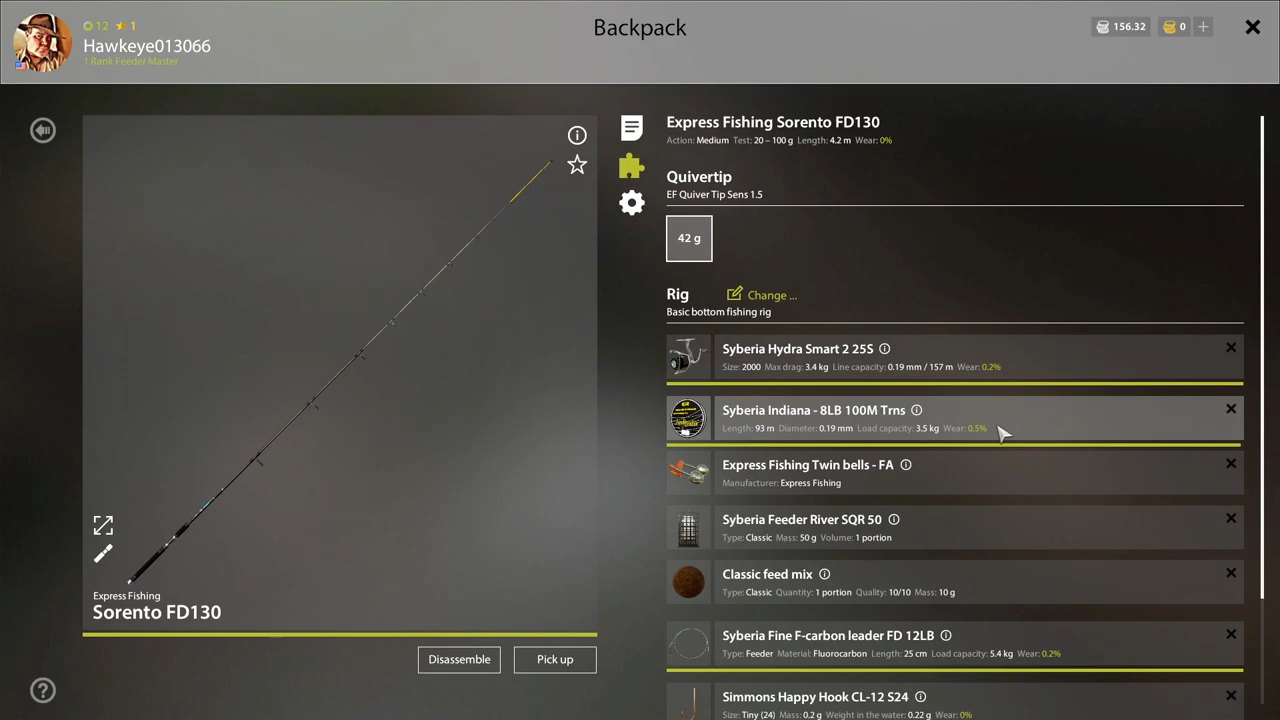 12 1
Hawkeye013066
1 Rank Feeder Master
Backpack
156.32 0 +
Express Fishing
Sorento FD130
Disassemble
Pick up
?
Express Fishing Sorento FD130
Action: Medium Test: 20 – 100 g Length: 4.2 m Wear: 0%
Quivertip
EF Quiver Tip Sens 1.5
42 g
Rig Change ...
Basic bottom fishing rig
Syberia Hydra Smart 2 25S
Size: 2000 Max drag: 3.4 kg Line capacity: 0.19 mm / 157 m Wear: 0.2%
Syberia Indiana - 8LB 100M Trns
Length: 93 m Diameter: 0.19 mm Load capacity: 3.5 kg Wear: 0.5%
Express Fishing Twin bells - FA
Manufacturer: Express Fishing
Syberia Feeder River SQR 50
Type: Classic Mass: 50 g Volume: 1 portion
Classic feed mix
Type: Classic Quantity: 1 portion Quality: 10/10 Mass: 10 g
Syberia Fine F-carbon leader FD 12LB
Type: Feeder Material: Fluorocarbon Length: 25 cm Load capacity: 5.4 kg Wear: 0.2%
Simmons Happy Hook CL-12 S24
Size: Tiny (24) Mass: 0.2 g Weight in the water: 0.22 g Wear: 0%